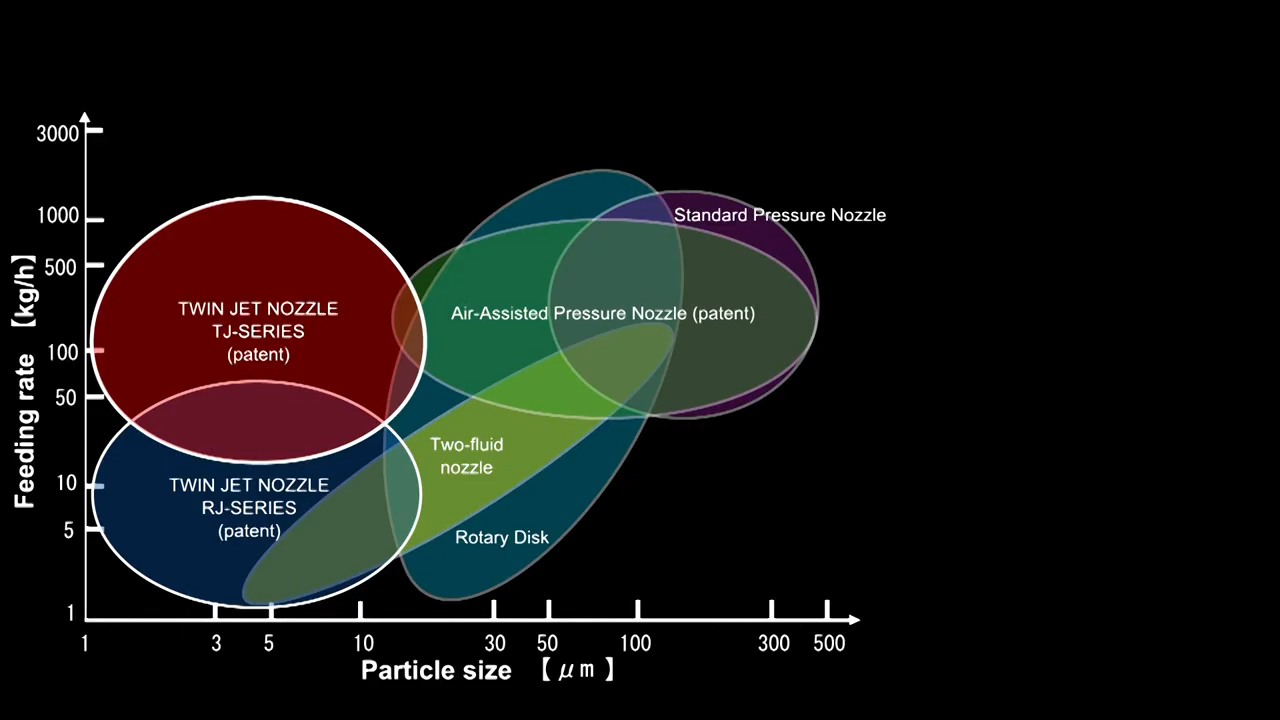 3000
1000
500
100
50
10
5
1
Feeding rate 【kg/h】
TWIN JET NOZZLE
TJ-SERIES
(patent)
TWIN JET NOZZLE
RJ-SERIES
(patent)
Standard Pressure Nozzle
Air-Assisted Pressure Nozzle (patent)
Two-fluid
nozzle
Rotary Disk
1 3 5 10 30 50 100 300 500
Particle size 【μm】